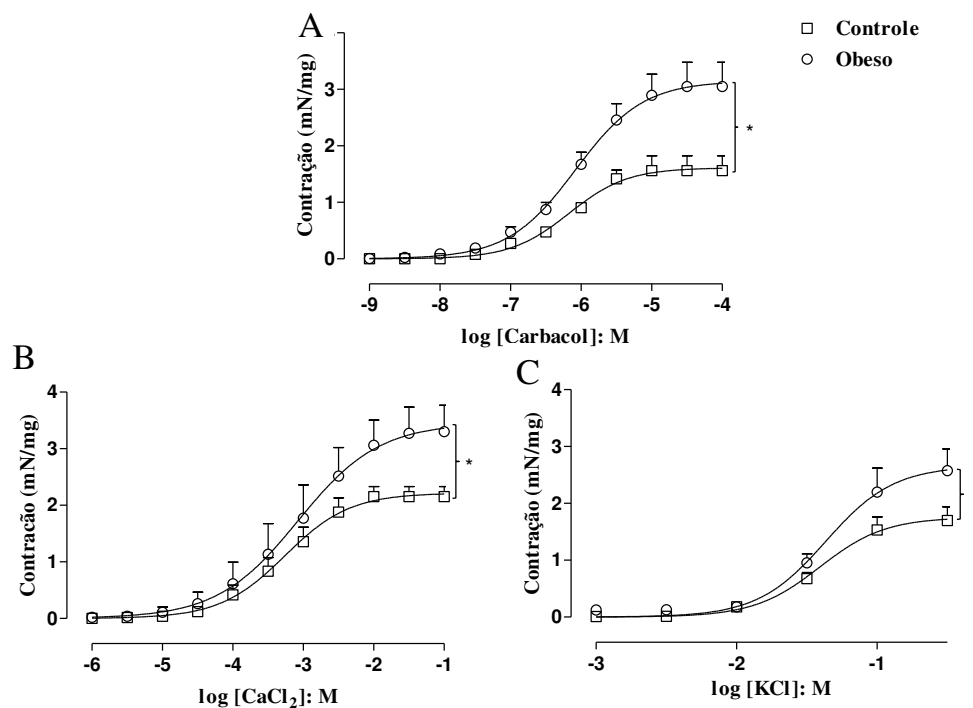 A
Controle
Obeso
Contração (mN/mg)
3
2
1
0
-9 -8 -7 -6 -5 -4
log [Carbacol]: M
*
B
Contracão (mN/mg)
4
3
2
1
0
-6 -5 -4 -3 -2 -1
log [CaCl₂]: M
*
C
Contração (mN/mg)
4
3
2
1
0
-3 -2 -1
log [KCl]: M